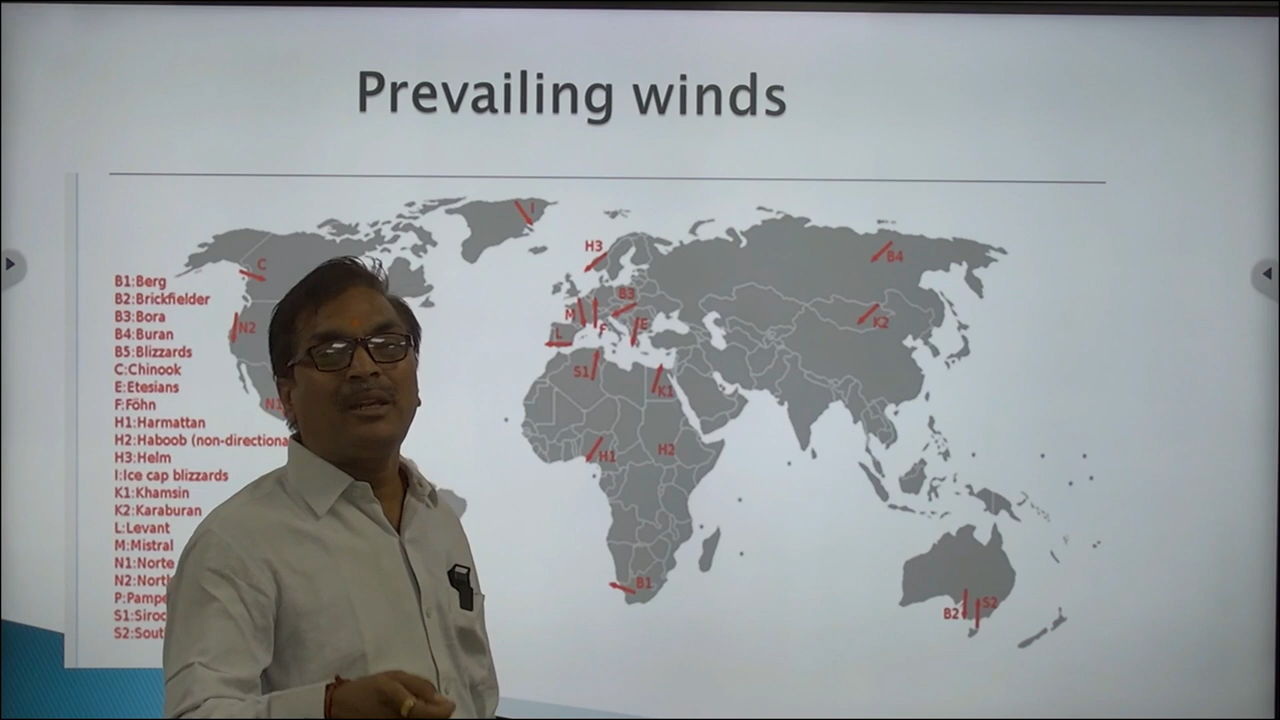 Prevailing winds
B1:Berg
B2:Brickfielder
B3:Bora
B4:Buran
B5:Blizzards
C:Chinook
E:Etesians
F:Föhn
H1:Harmattan
H2:Haboob (non-directiona
H3:Helm
I:Ice cap blizzards
K1:Khamsin
K2:Karaburan
L:Levant
M:Mistral
N1:Norte
N2:Nort
P:Pampe
S1:Siroc
S2:Sout
I
H3
C
B4
B3
M
N2
F
E
K2
L
S1
K1
N1
H1
H2
B1
B2
S2